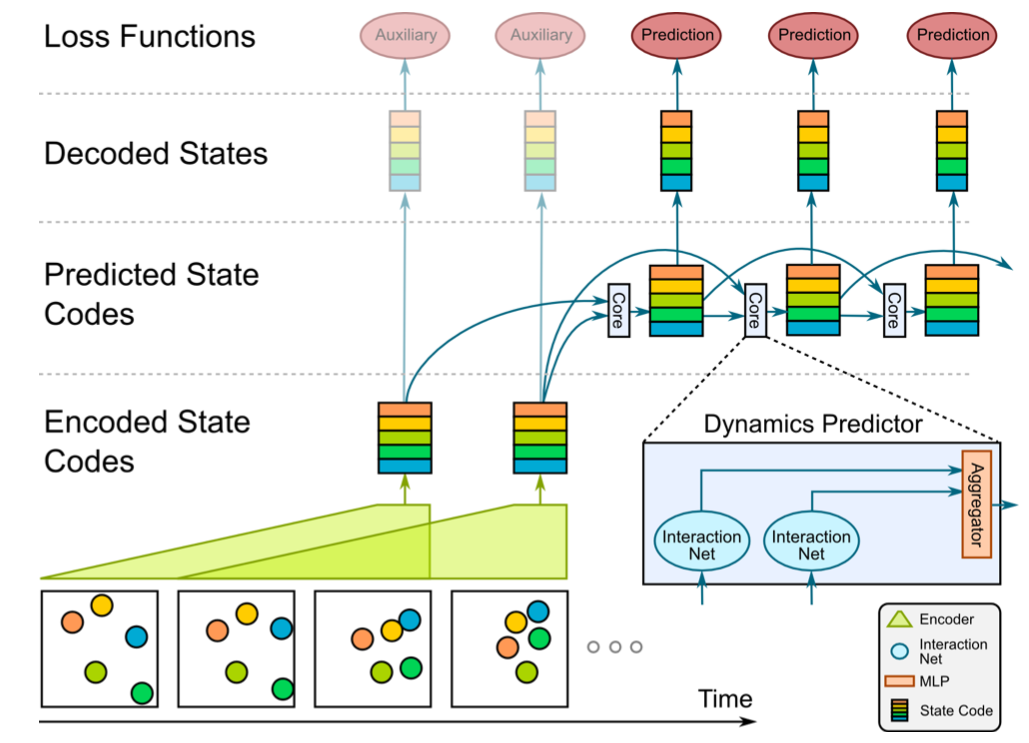 Loss Functions
Auxiliary
Auxiliary
Prediction
Prediction
Prediction
Decoded States
Predicted State
Codes
Core
Core
Core
Encoded State
Codes
Dynamics Predictor
Interaction
Net
Interaction
Net
Aggregator
Time
Encoder
Interaction
Net
MLP
State Code